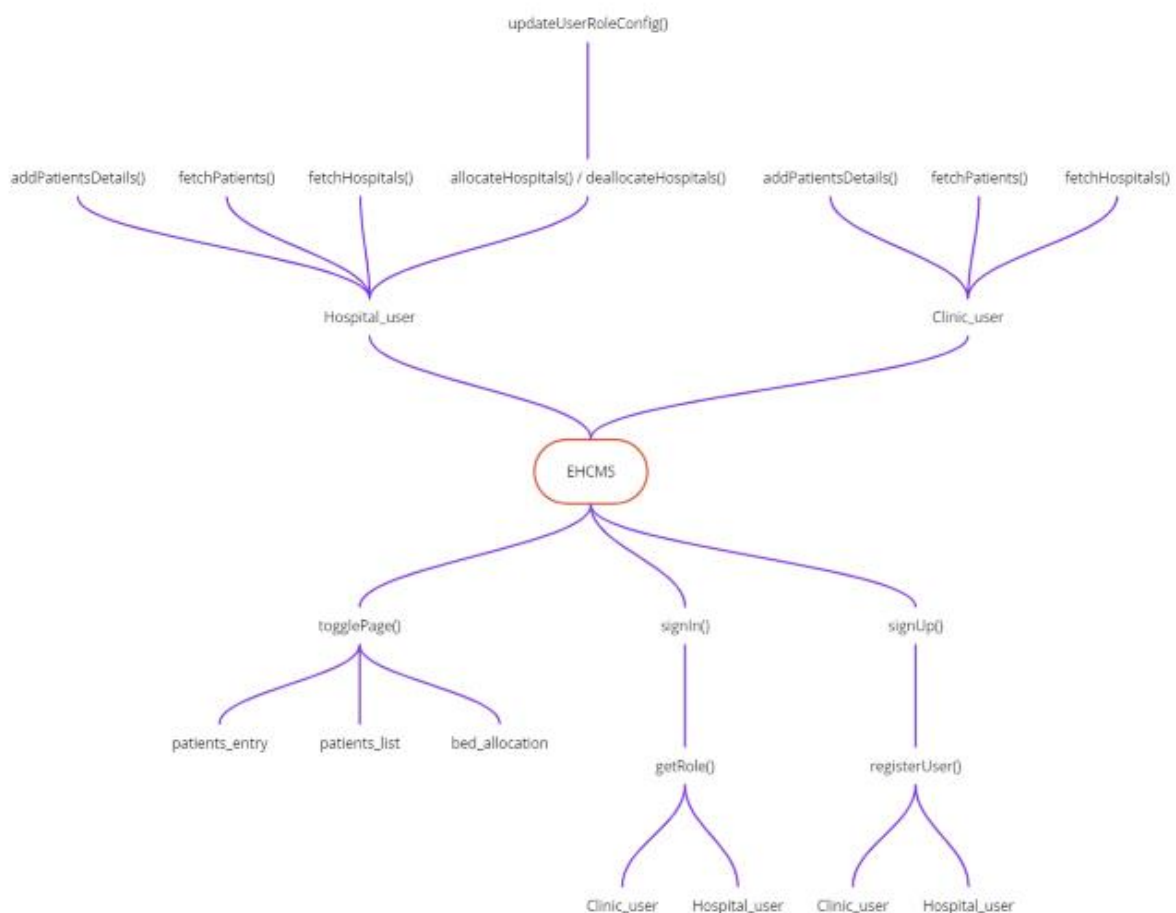 updateUserRoleConfig()
addPatientsDetails()
fetchPatients()
fetchHospitals()
allocateHospitals() / deallocateHospitals()
addPatientsDetails()
fetchPatients()
fetchHospitals()
Hospital_user
Clinic_user
EHCMS
togglePage()
signIn()
signUp()
patients_entry
patients_list
bed_allocation
getRole()
registerUser()
Clinic_user
Hospital_user
Clinic_user
Hospital_user